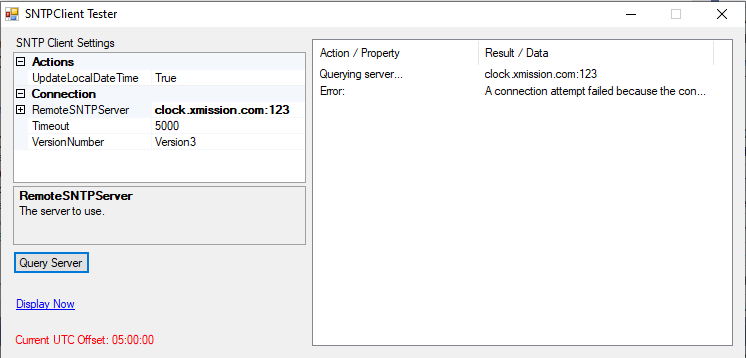 SNTPClient Tester
SNTP Client Settings
Actions
UpdateLocalDateTime True
Connection
RemoteSNTPServer clock.xmission.com:123
Timeout 5000
VersionNumber Version3
RemoteSNTPServer
The server to use.
Query Server
Display Now
Current UTC Offset: 05:00:00
Action / Property Result / Data
Querying server... clock.xmission.com:123
Error: A connection attempt failed because the con...